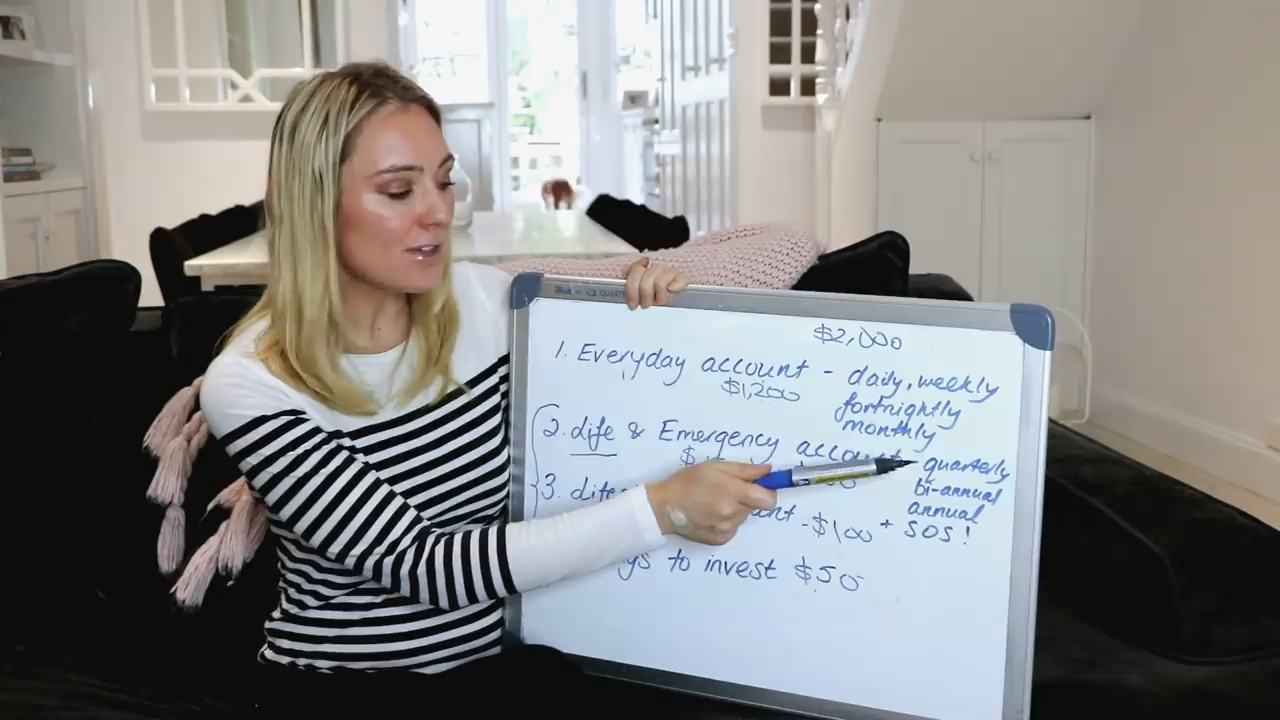 $2,000
1. Everyday account - daily, weekly
$1,200 fortnightly
monthly
2. life & Emergency account quarterly
bi-annual
3. life annual
- $100 + SOS!
to invest $50